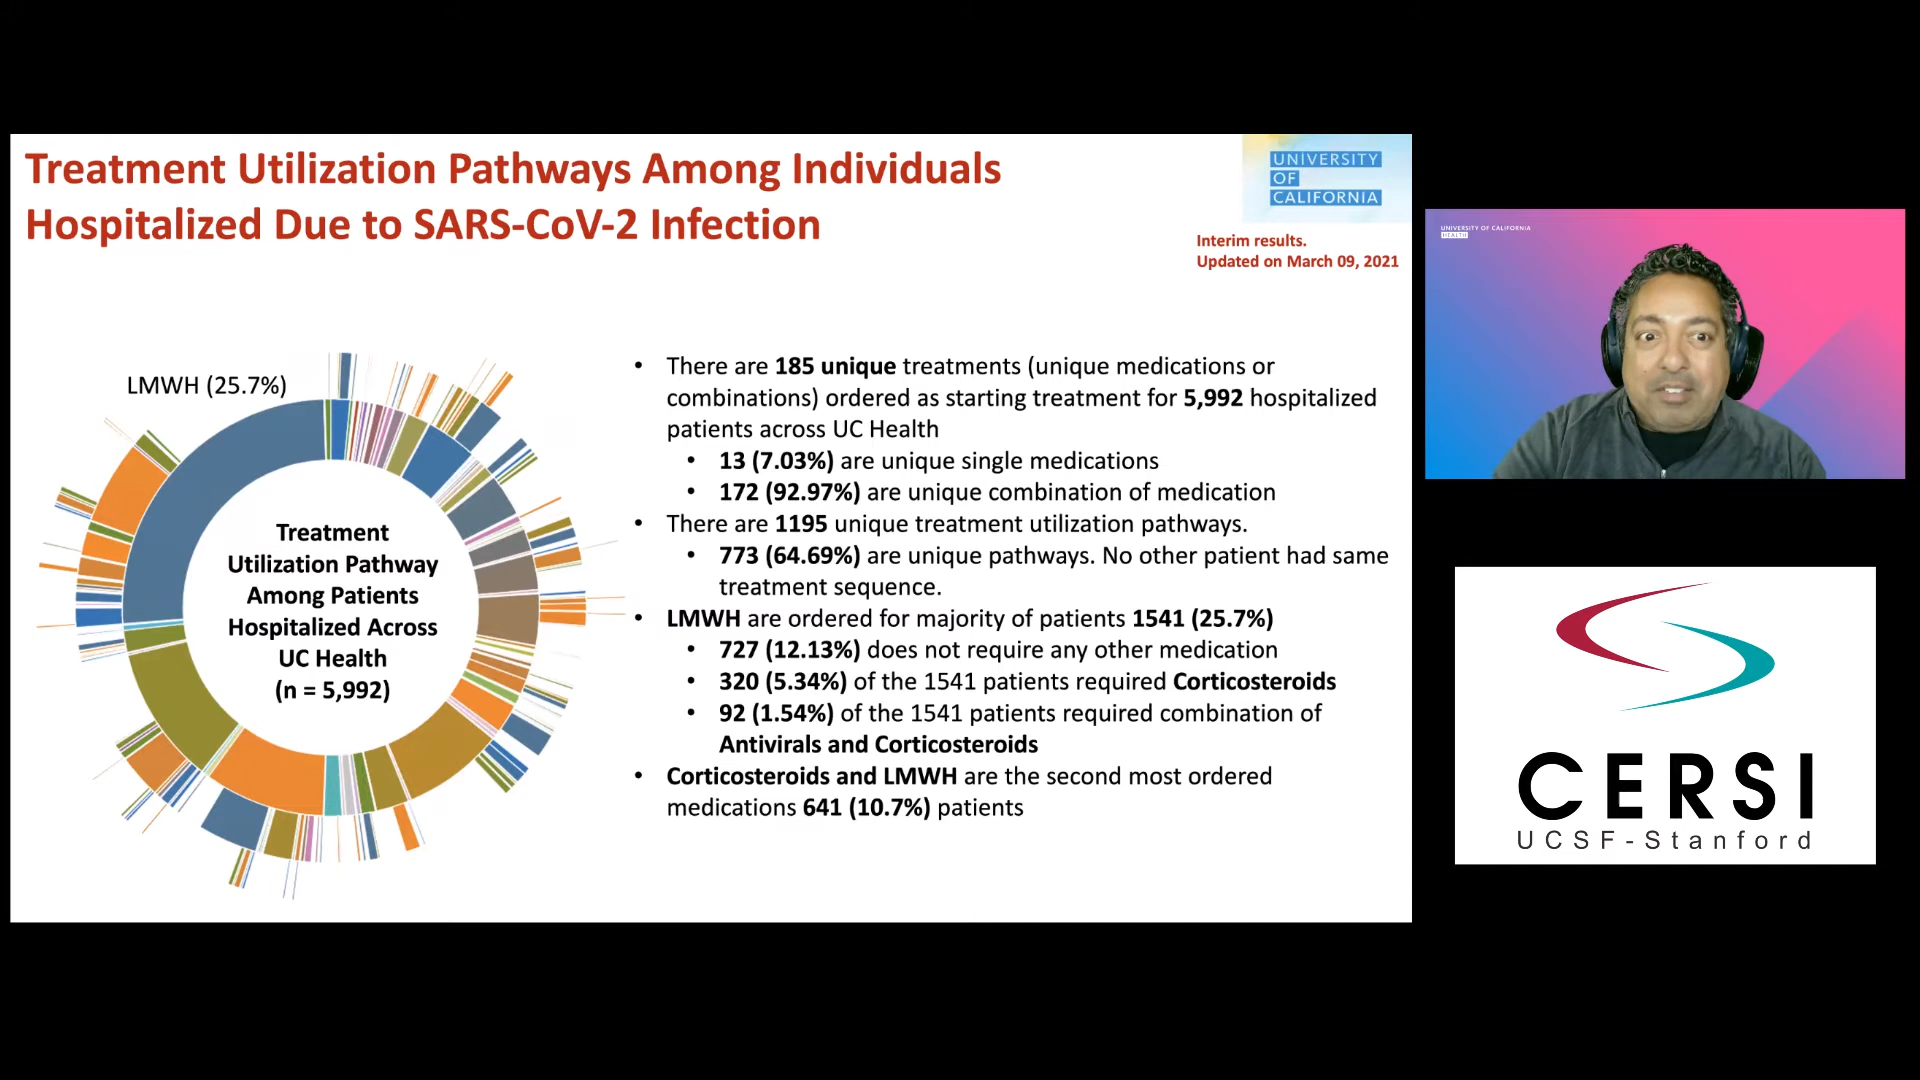 Treatment Utilization Pathways Among Individuals
Hospitalized Due to SARS-CoV-2 Infection
UNIVERSITY
OF
CALIFORNIA
Interim results.
Updated on March 09, 2021
LMWH (25.7%)
Treatment
Utilization Pathway
Among Patients
Hospitalized Across
UC Health
(n = 5,992)
• There are 185 unique treatments (unique medications or
combinations) ordered as starting treatment for 5,992 hospitalized
patients across UC Health
• 13 (7.03%) are unique single medications
• 172 (92.97%) are unique combination of medication
• There are 1195 unique treatment utilization pathways.
• 773 (64.69%) are unique pathways. No other patient had same
treatment sequence.
• LMWH are ordered for majority of patients 1541 (25.7%)
• 727 (12.13%) does not require any other medication
• 320 (5.34%) of the 1541 patients required Corticosteroids
• 92 (1.54%) of the 1541 patients required combination of
Antivirals and Corticosteroids
• Corticosteroids and LMWH are the second most ordered
medications 641 (10.7%) patients
UNIVERSITY OF CALIFORNIA
HEALTH
CERSI
UCSF-Stanford